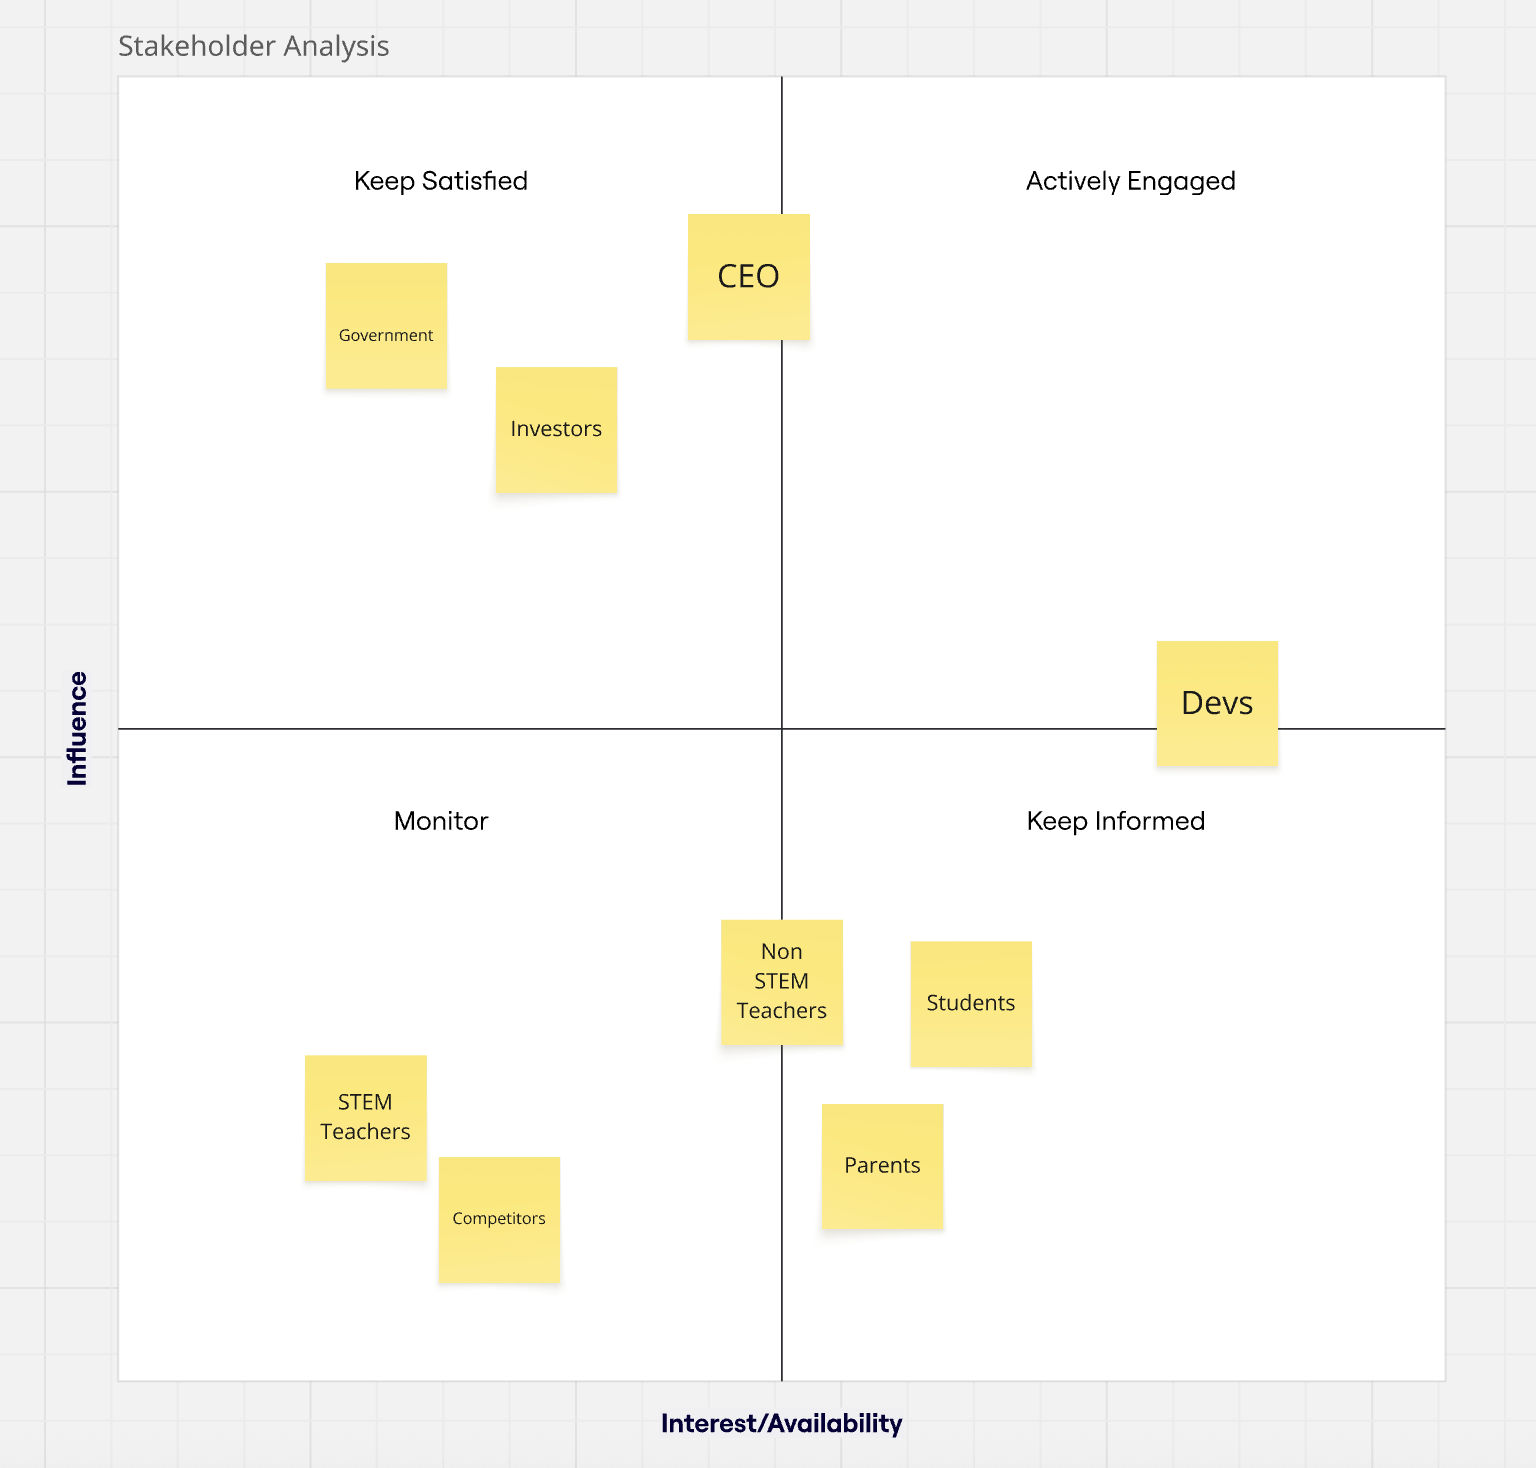 Stakeholder Analysis
Keep Satisfied
Actively Engaged
CEO
Government
Investors
Devs
Influence
Monitor
Keep Informed
Non
STEM
Teachers
Students
STEM
Teachers
Parents
Competitors
Interest/Availability